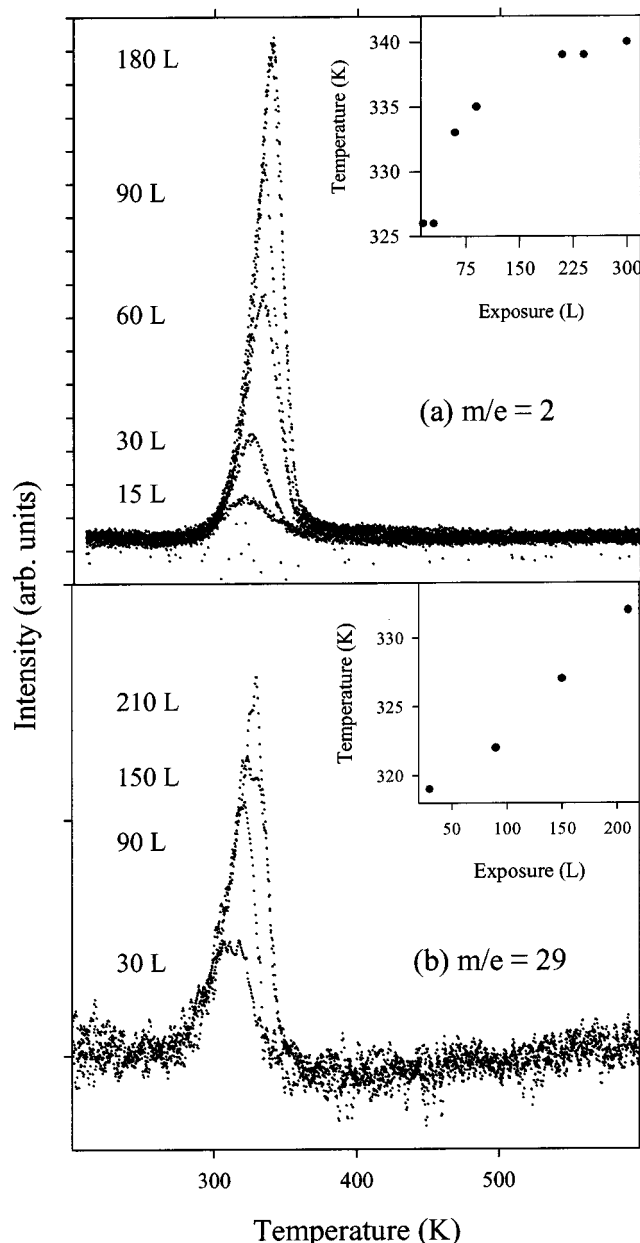 180 L
90 L
60 L
30 L
15 L
340
335
330
325
Temperature (K)
75 150 225 300
Exposure (L)
(a) m/e = 2
Intensity (arb. units)
210 L
150 L
90 L
30 L
330
325
320
Temperature (K)
50 100 150 200
Exposure (L)
(b) m/e = 29
300 400 500
Temperature (K)